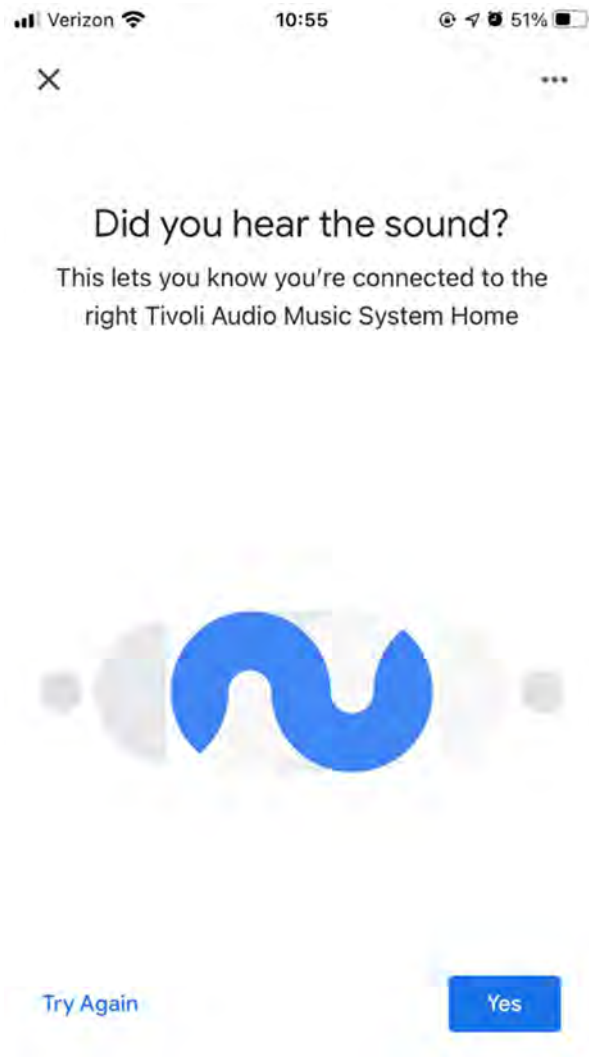 Verizon 10:55 51%
Did you hear the sound?
This lets you know you're connected to the
right Tivoli Audio Music System Home
Try Again Yes